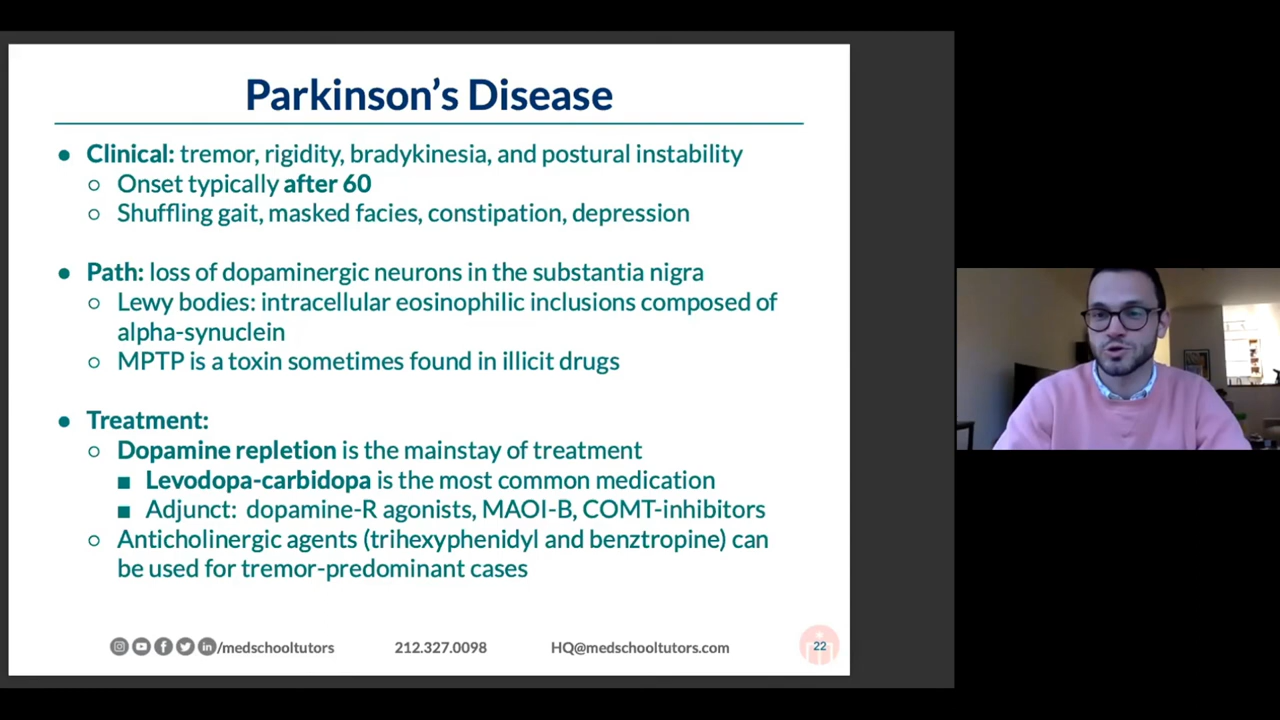 Parkinson's Disease
● Clinical: tremor, rigidity, bradykinesia, and postural instability
○ Onset typically after 60
○ Shuffling gait, masked facies, constipation, depression
● Path: loss of dopaminergic neurons in the substantia nigra
○ Lewy bodies: intracellular eosinophilic inclusions composed of
alpha-synuclein
○ MPTP is a toxin sometimes found in illicit drugs
● Treatment:
○ Dopamine repletion is the mainstay of treatment
■ Levodopa-carbidopa is the most common medication
■ Adjunct: dopamine-R agonists, MAOI-B, COMT-inhibitors
○ Anticholinergic agents (trihexyphenidyl and benztropine) can
be used for tremor-predominant cases
/medschooltutors 212.327.0098 HQ@medschooltutors.com 22